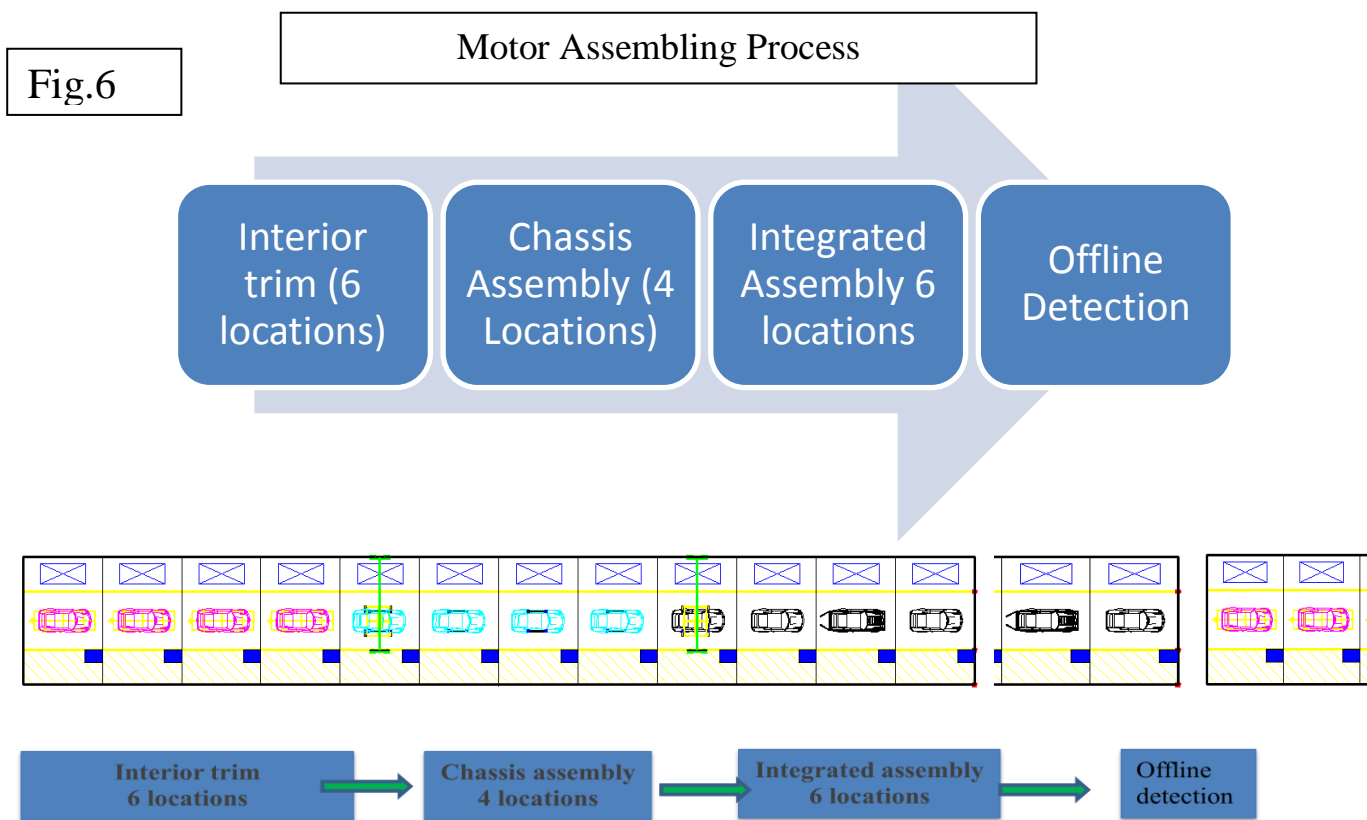 Motor Assembling Process
Fig.6
Interior
trim (6
locations)
Chassis
Assembly (4
Locations)
Integrated
Assembly 6
locations
Offline
Detection
Interior trim
6 locations
Chassis assembly
4 locations
Integrated assembly
6 locations
Offline
detection